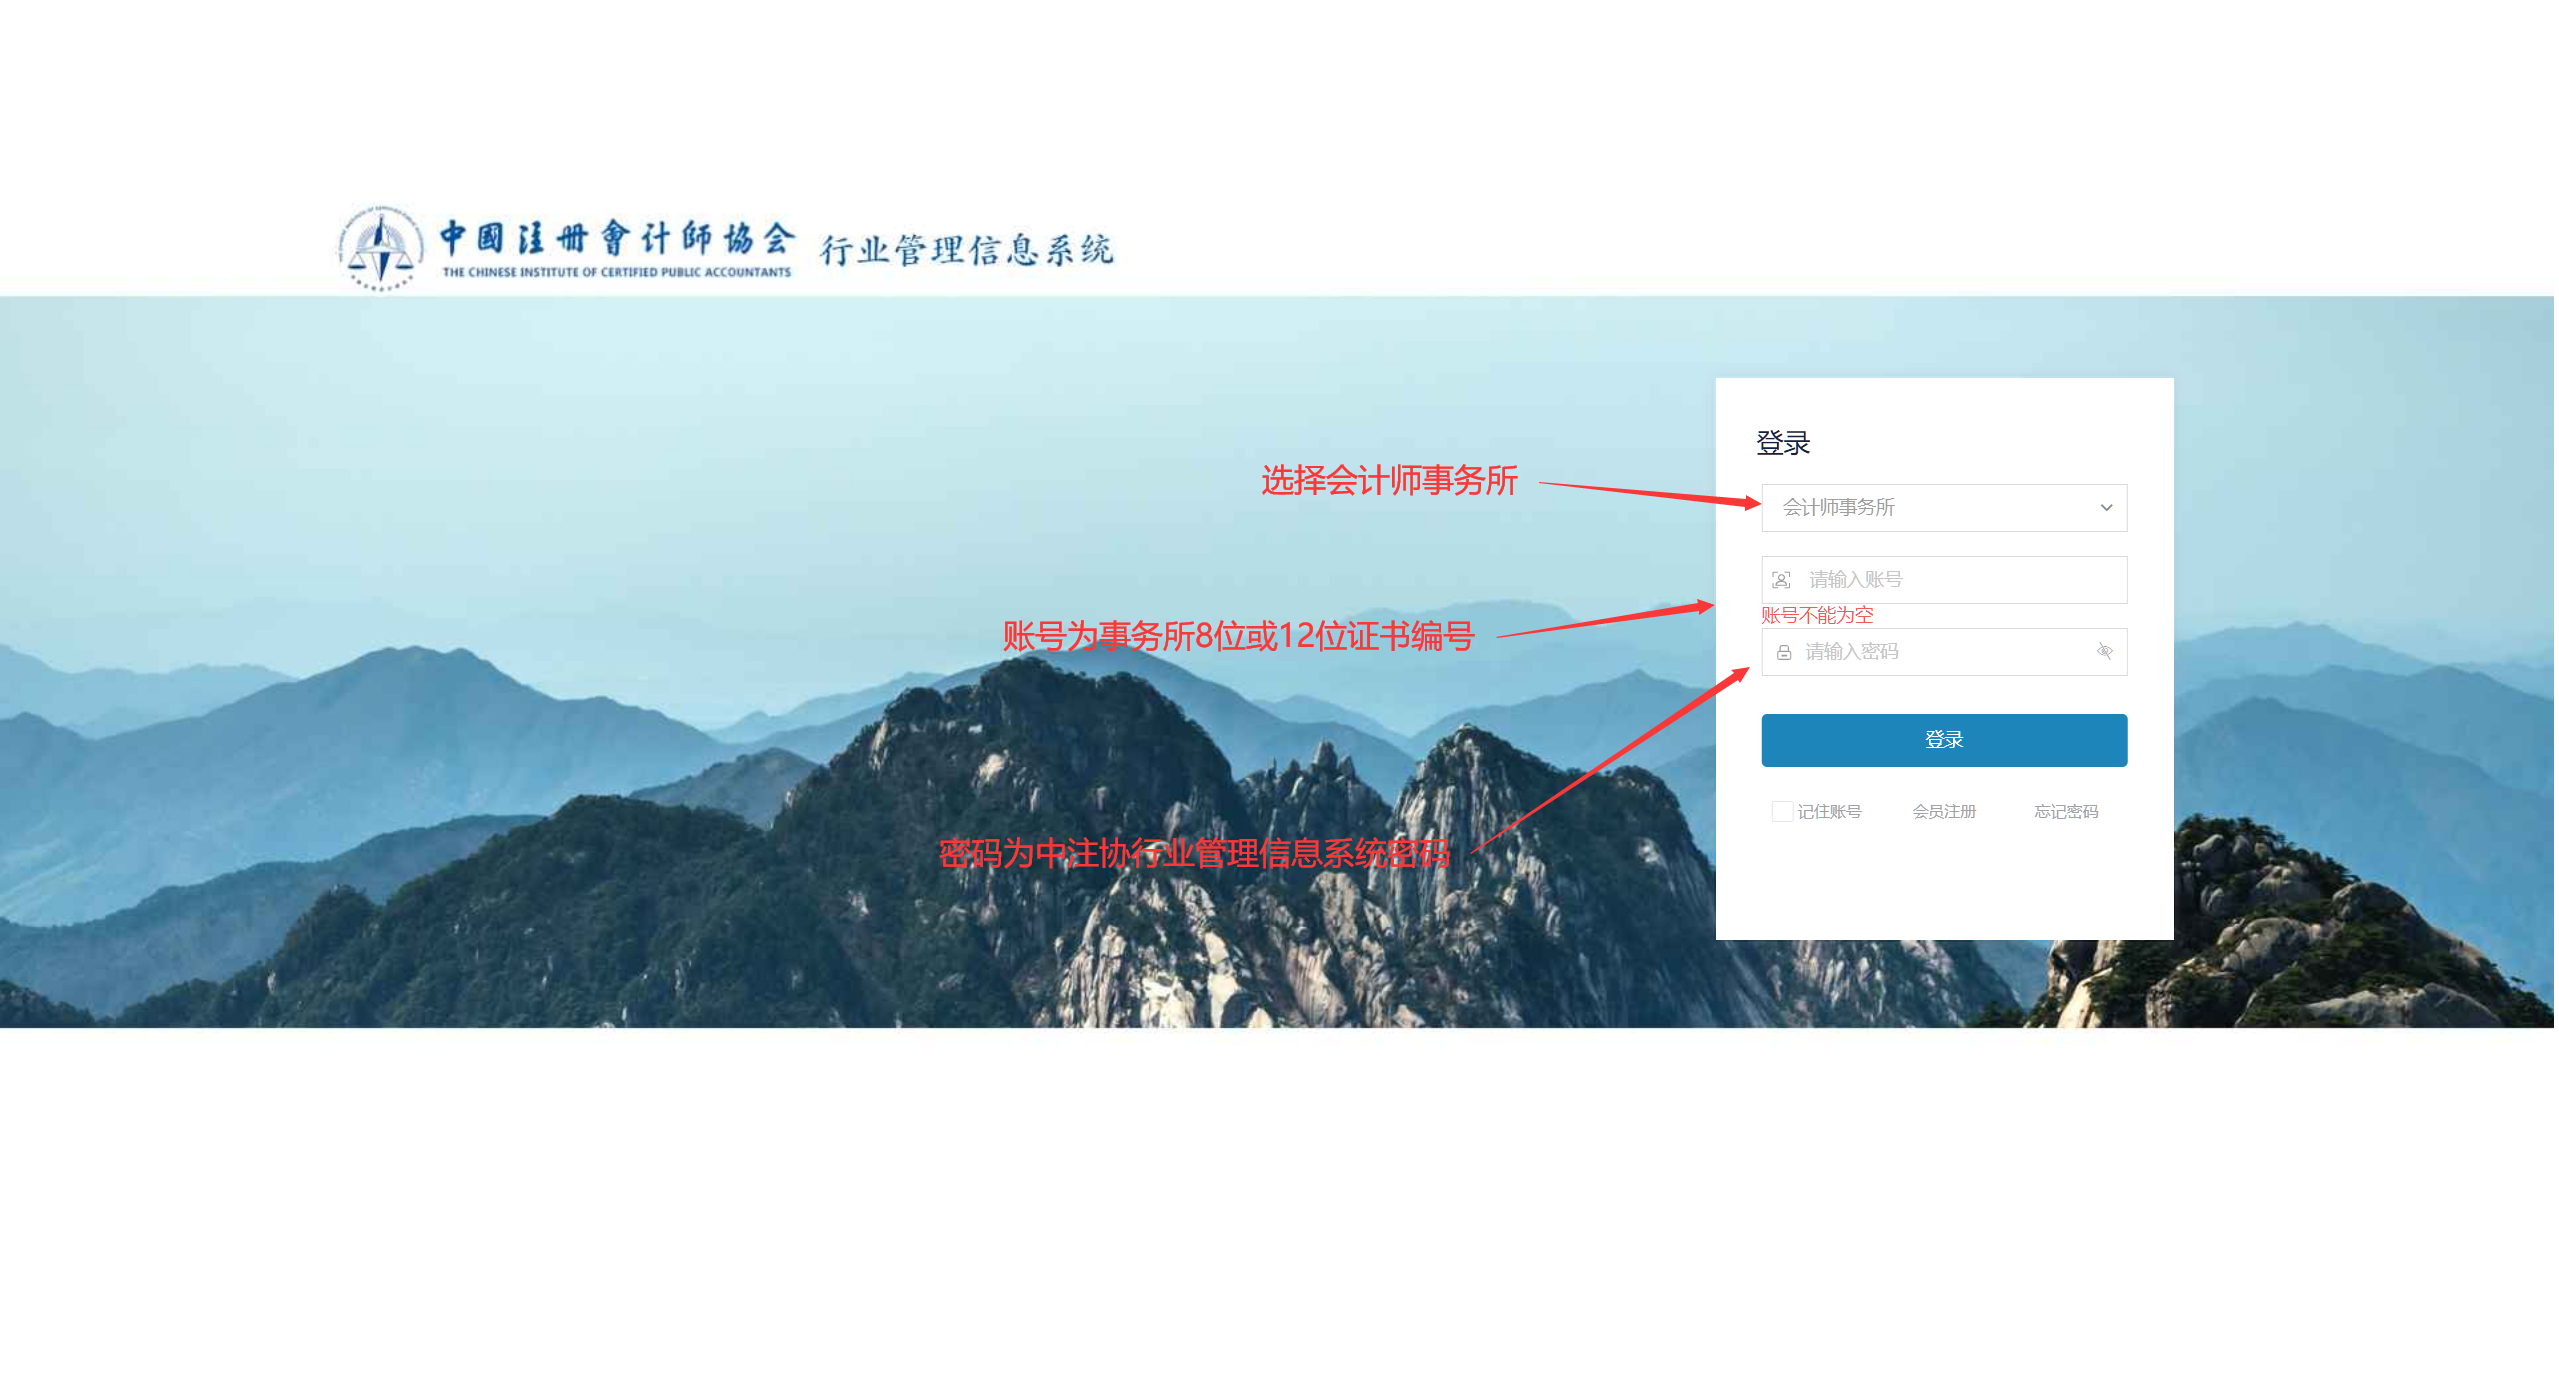 中國注册會计師協会 行业管理信息系统
THE CHINESE INSTITUTE OF CERTIFIED PUBLIC ACCOUNTANTS
登录
选择会计师事务所
会计师事务所
请输入账号
账号不能为空
账号为事务所8位或12位证书编号
请输入密码
登录
记住账号 会员注册 忘记密码
密码为中注协行业管理信息系统密码